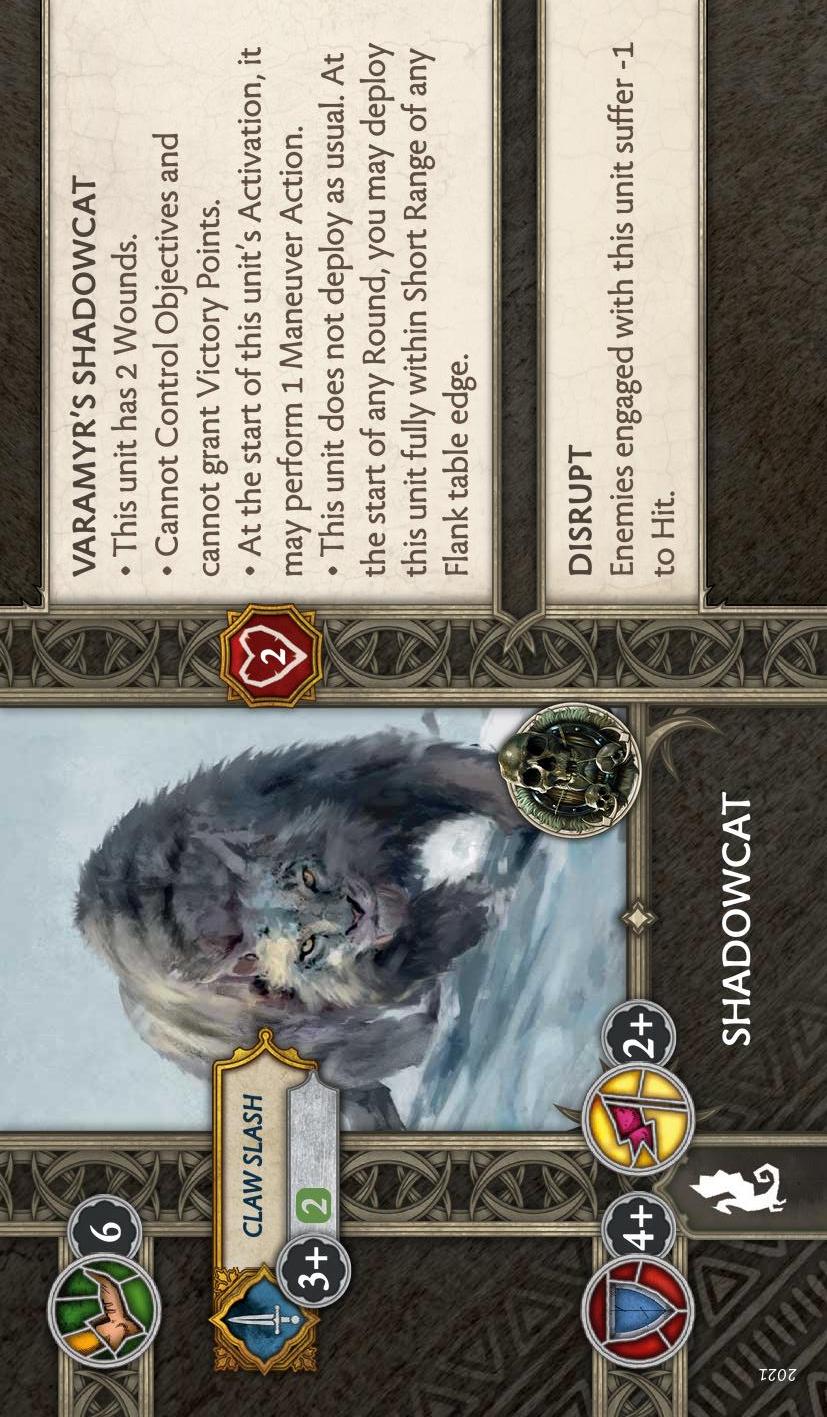 6
CLAW SLASH
3+
2
4+
2+
SHADOWCAT
2021
2
VARAMYR'S SHADOWCAT
• This unit has 2 Wounds.
• Cannot Control Objectives and
cannot grant Victory Points.
• At the start of this unit's Activation, it
may perform 1 Maneuver Action.
• This unit does not deploy as usual. At
the start of any Round, you may deploy
this unit fully within Short Range of any
Flank table edge.
DISRUPT
Enemies engaged with this unit suffer -1
to Hit.